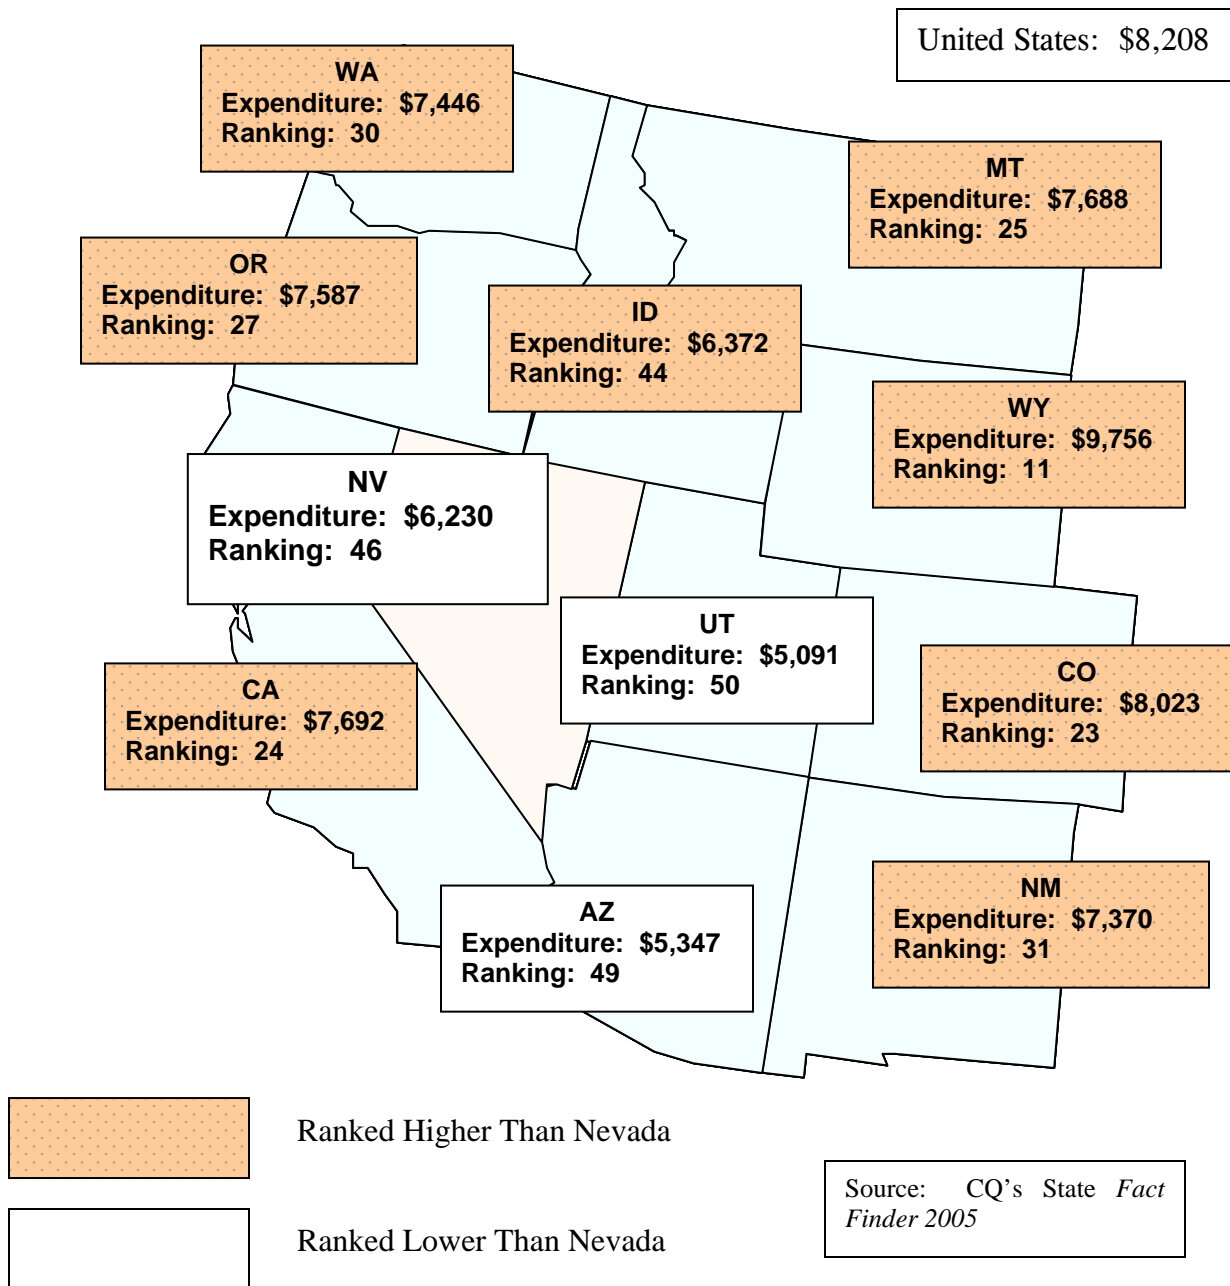 United States: $8,208
WA
Expenditure: $7,446
Ranking: 30
MT
Expenditure: $7,688
Ranking: 25
OR
Expenditure: $7,587
Ranking: 27
ID
Expenditure: $6,372
Ranking: 44
WY
Expenditure: $9,756
Ranking: 11
NV
Expenditure: $6,230
Ranking: 46
UT
Expenditure: $5,091
Ranking: 50
CO
Expenditure: $8,023
Ranking: 23
CA
Expenditure: $7,692
Ranking: 24
NM
Expenditure: $7,370
Ranking: 31
AZ
Expenditure: $5,347
Ranking: 49
Ranked Higher Than Nevada
Ranked Lower Than Nevada
Source: CQ's State Fact
Finder 2005